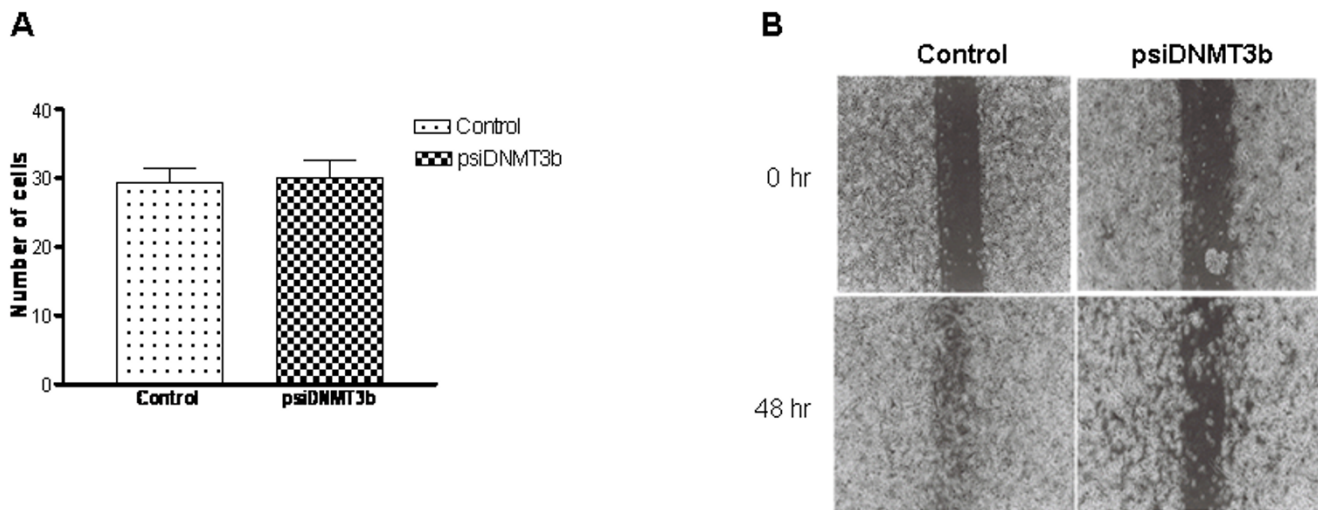 A
40
30
20
10
0
Number of cells
Control
psiDNMT3b
Control
psiDNMT3b
B
Control
psiDNMT3b
0 hr
48 hr